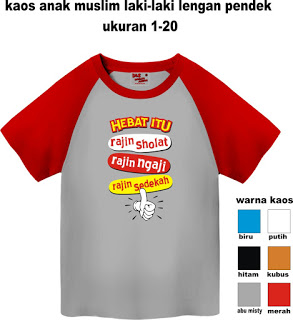 kaos anak muslim laki-laki lengan pendek
ukuran 1-20
HEBAT ITU
rajin sholat
rajin ngaji
rajin sedekah
warna kaos
biru putih
hitam kubus
abu misty merah